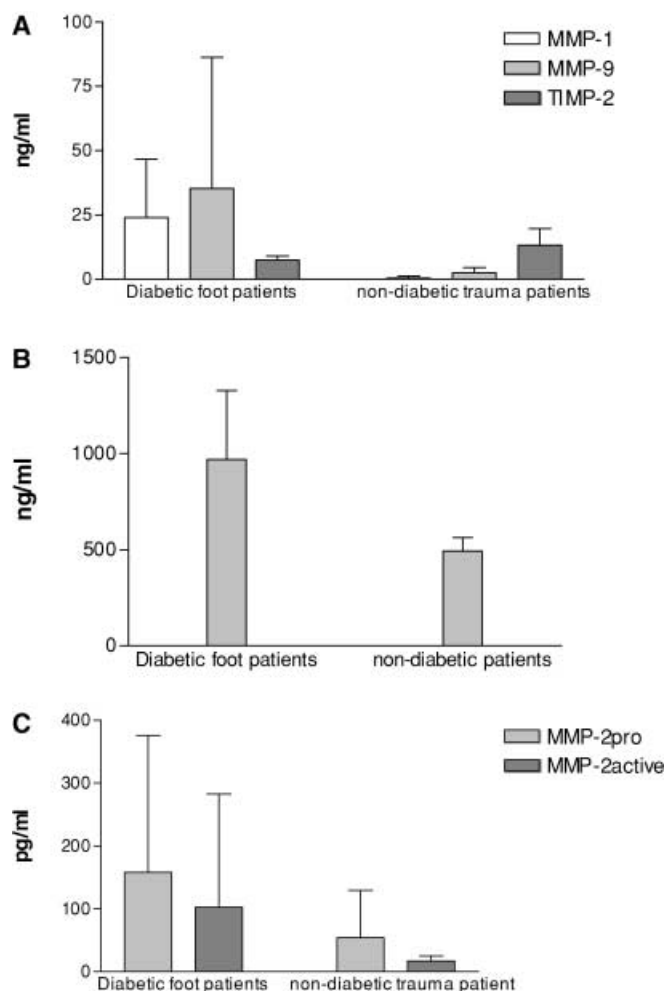 A
100
MMP-1
MMP-9
TIMP-2
75
ng/ml
50
25
0
Diabetic foot patients
non-diabetic trauma patients
B
1500
1000
ng/ml
500
0
Diabetic foot patients
non-diabetic patients
C
400
MMP-2pro
MMP-2active
300
pg/ml
200
100
0
Diabetic foot patients
non-diabetic trauma patient